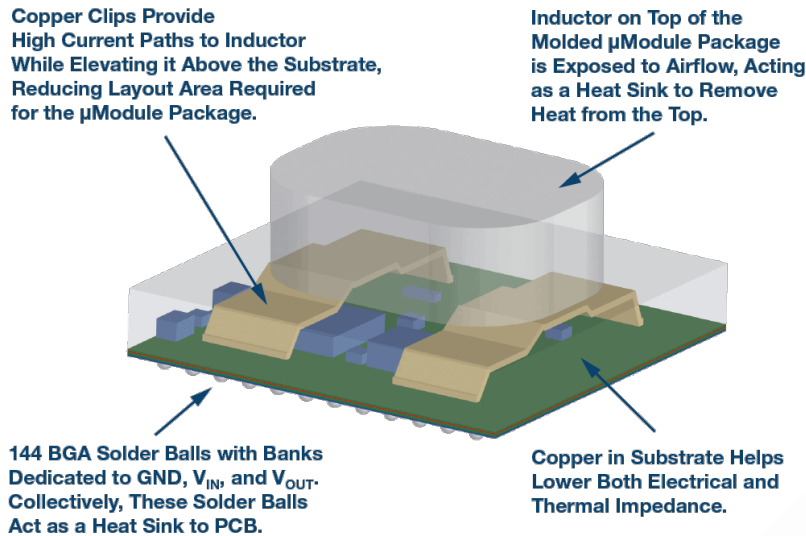 Copper Clips Provide
High Current Paths to Inductor
While Elevating it Above the Substrate,
Reducing Layout Area Required
for the µModule Package.
Inductor on Top of the
Molded µModule Package
is Exposed to Airflow, Acting
as a Heat Sink to Remove
Heat from the Top.
144 BGA Solder Balls with Banks
Dedicated to GND, VIN, and VOUT.
Collectively, These Solder Balls
Act as a Heat Sink to PCB.
Copper in Substrate Helps
Lower Both Electrical and
Thermal Impedance.